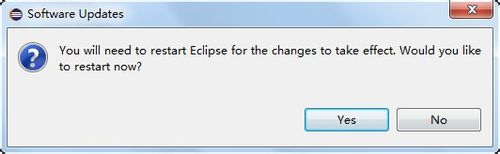 Software Updates
You will need to restart Eclipse for the changes to take effect. Would you like
to restart now?
Yes
No